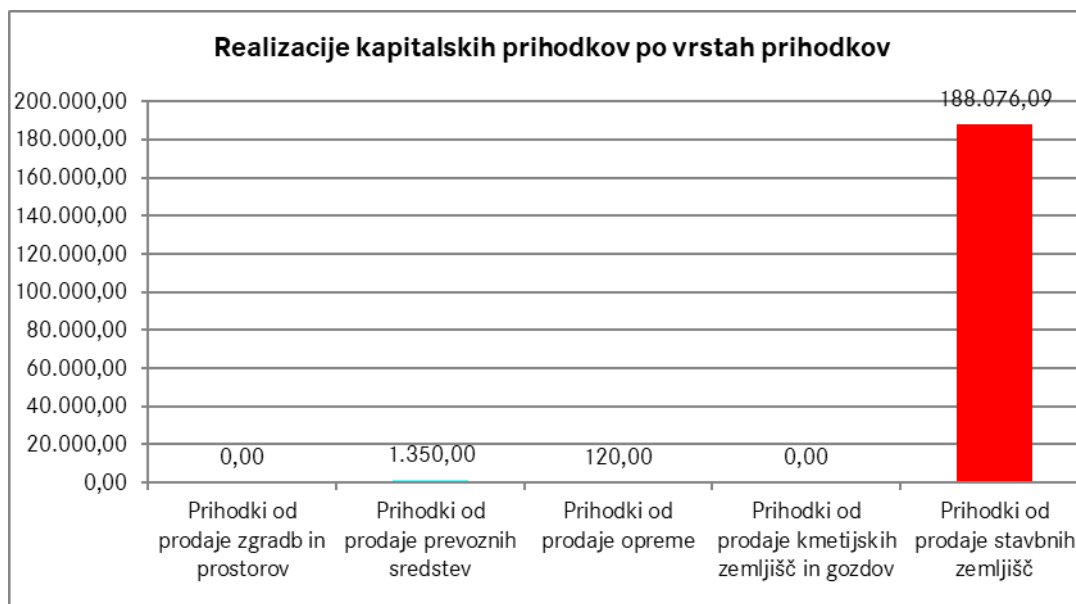 Realizacije kapitalskih prihodkov po vrstah prihodkov
200.000,00
180.000,00
160.000,00
140.000,00
120.000,00
100.000,00
80.000,00
60.000,00
40.000,00
20.000,00
0,00
0,00
1.350,00
120,00
0,00
188.076,09
Prihodki od
prodaje zgradb in
prostorov
Prihodki od
prodaje prevoznih
sredstev
Prihodki od
prodaje opreme
Prihodki od
prodaje kmetijskih
zemljišč in gozdov
Prihodki od
prodaje stavbnih
zemljišč